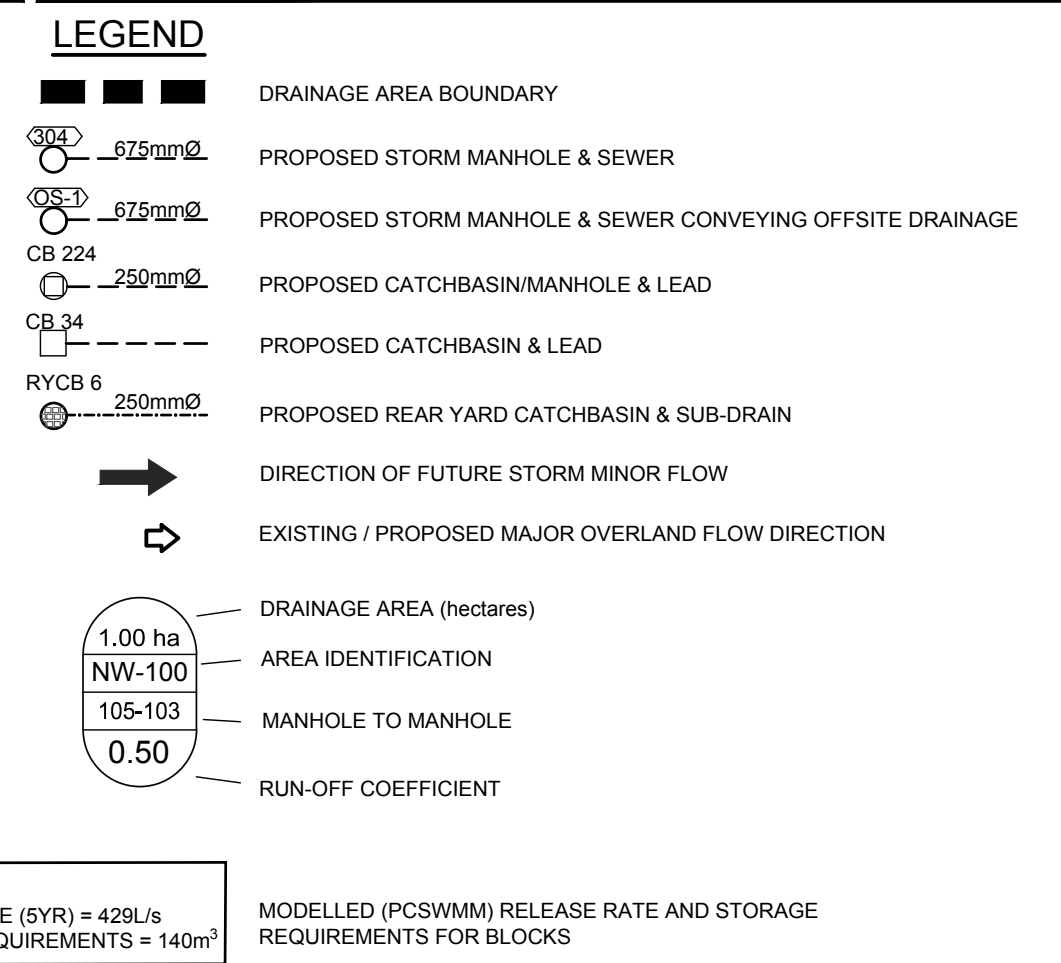 LEGEND
DRAINAGE AREA BOUNDARY
304
675mmØ
PROPOSED STORM MANHOLE & SEWER
OS-1
675mmØ
PROPOSED STORM MANHOLE & SEWER CONVEYING OFFSITE DRAINAGE
CB 224
250mmØ
PROPOSED CATCHBASIN/MANHOLE & LEAD
CB 34
PROPOSED CATCHBASIN & LEAD
RYCB 6
250mmØ
PROPOSED REAR YARD CATCHBASIN & SUB-DRAIN
DIRECTION OF FUTURE STORM MINOR FLOW
EXISTING / PROPOSED MAJOR OVERLAND FLOW DIRECTION
DRAINAGE AREA (hectares)
1.00 ha
AREA IDENTIFICATION
NW-100
105-103
MANHOLE TO MANHOLE
0.50
RUN-OFF COEFFICIENT
(5YR) = 429L/s
= 140m³
MODELLED (PCSWMM) RELEASE RATE AND STORAGE
REQUIREMENTS FOR BLOCKS